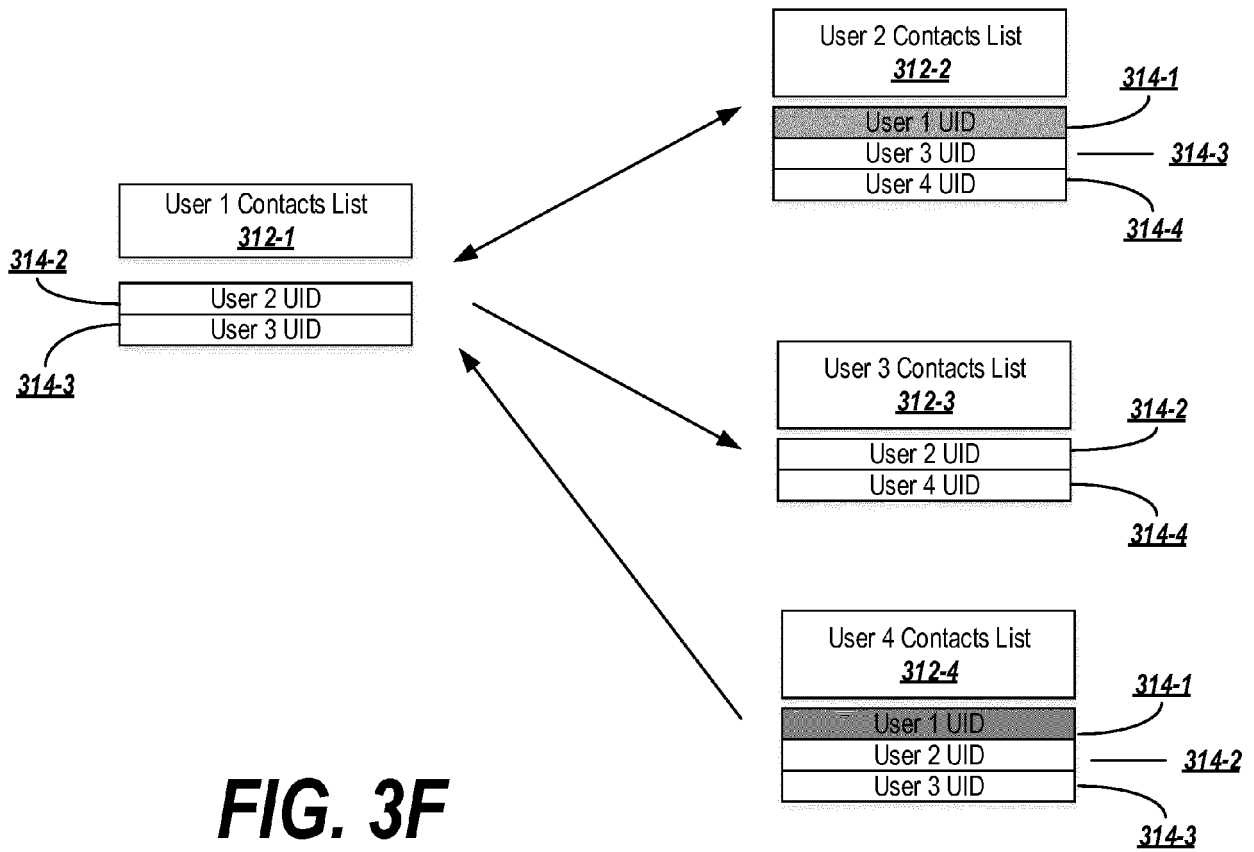 User 2 Contacts List
312-2
314-1
User 1 UID
User 3 UID
314-3
User 4 UID
314-4
User 1 Contacts List
312-1
314-2
User 2 UID
User 3 UID
314-3
User 3 Contacts List
312-3
314-2
User 2 UID
User 4 UID
314-4
User 4 Contacts List
312-4
314-1
User 1 UID
User 2 UID
314-2
User 3 UID
314-3
FIG. 3F